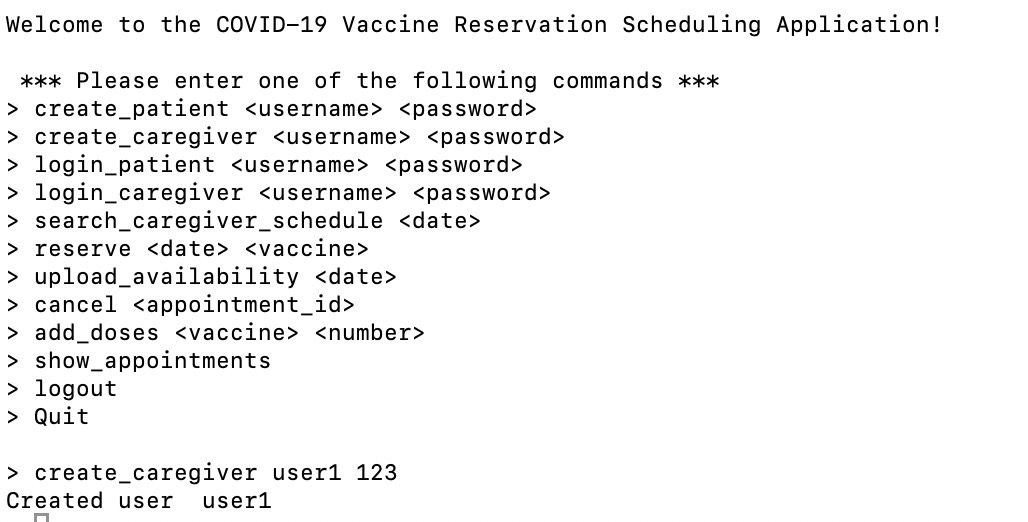 Welcome to the COVID-19 Vaccine Reservation Scheduling Application!
*** Please enter one of the following commands ***
> create_patient <username> <password>
> create_caregiver <username> <password>
> login_patient <username> <password>
> login_caregiver <username> <password>
> search_caregiver_schedule <date>
> reserve <date> <vaccine>
> upload_availability <date>
> cancel <appointment_id>
> add_doses <vaccine> <number>
> show_appointments
> logout
> Quit
> create_caregiver user1 123
Created user  user1